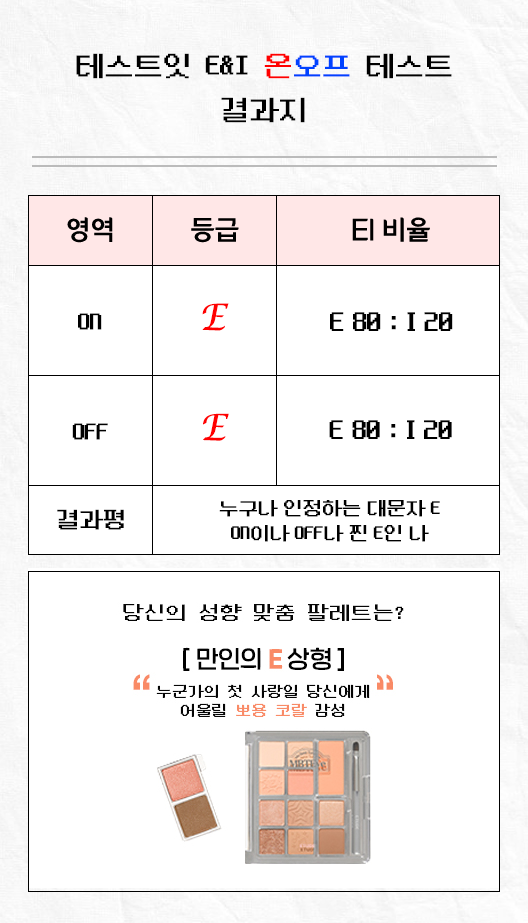 테스트잇 E&I 온오프 테스트
결과지
영역 등급 EI 비율
ON E E 80 : I 20
OFF E E 80 : I 20
결과평 누구나 인정하는 대문자 E
ON이나 OFF나 찐 E인 나
당신의 성향 맞춤 팔레트는?
[ 만인의 E 상형 ]
“ 누군가의 첫 사랑일 당신에게 ”
어울릴 뽀용 코랄 감성